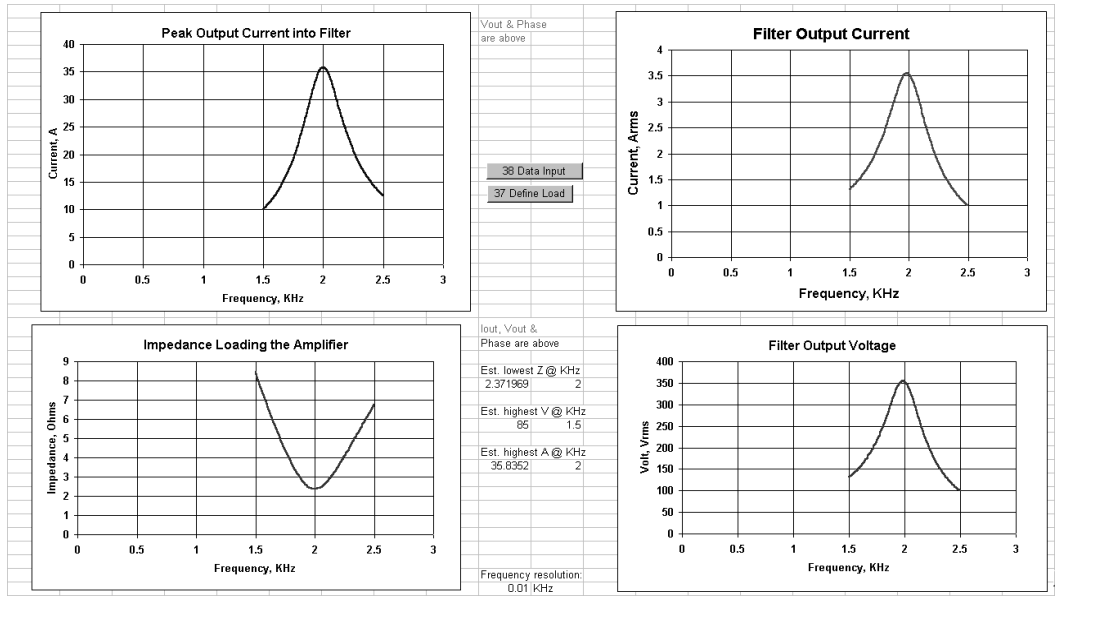 Peak Output Current into Filter
40
35
30
25
20
15
10
5
0
Current, A
0 0.5 1 1.5 2 2.5 3
Frequency, KHz
Vout & Phase
are above
38 Data Input
37 Define Load
Filter Output Current
4
3.5
3
2.5
2
1.5
1
0.5
0
Current, Arms
0 0.5 1 1.5 2 2.5 3
Frequency, KHz
Impedance Loading the Amplifier
9
8
7
6
5
4
3
2
1
0
Impedance, Ohms
0 0.5 1 1.5 2 2.5 3
Frequency, KHz
Iout, Vout &
Phase are above
Est. lowest Z @ KHz
2.371969 2
Est. highest V @ KHz
85 1.5
Est. highest A @ KHz
35.8352 2
Frequency resolution:
0.01 KHz
Filter Output Voltage
400
350
300
250
200
150
100
50
0
Volt, Vrms
0 0.5 1 1.5 2 2.5 3
Frequency, KHz